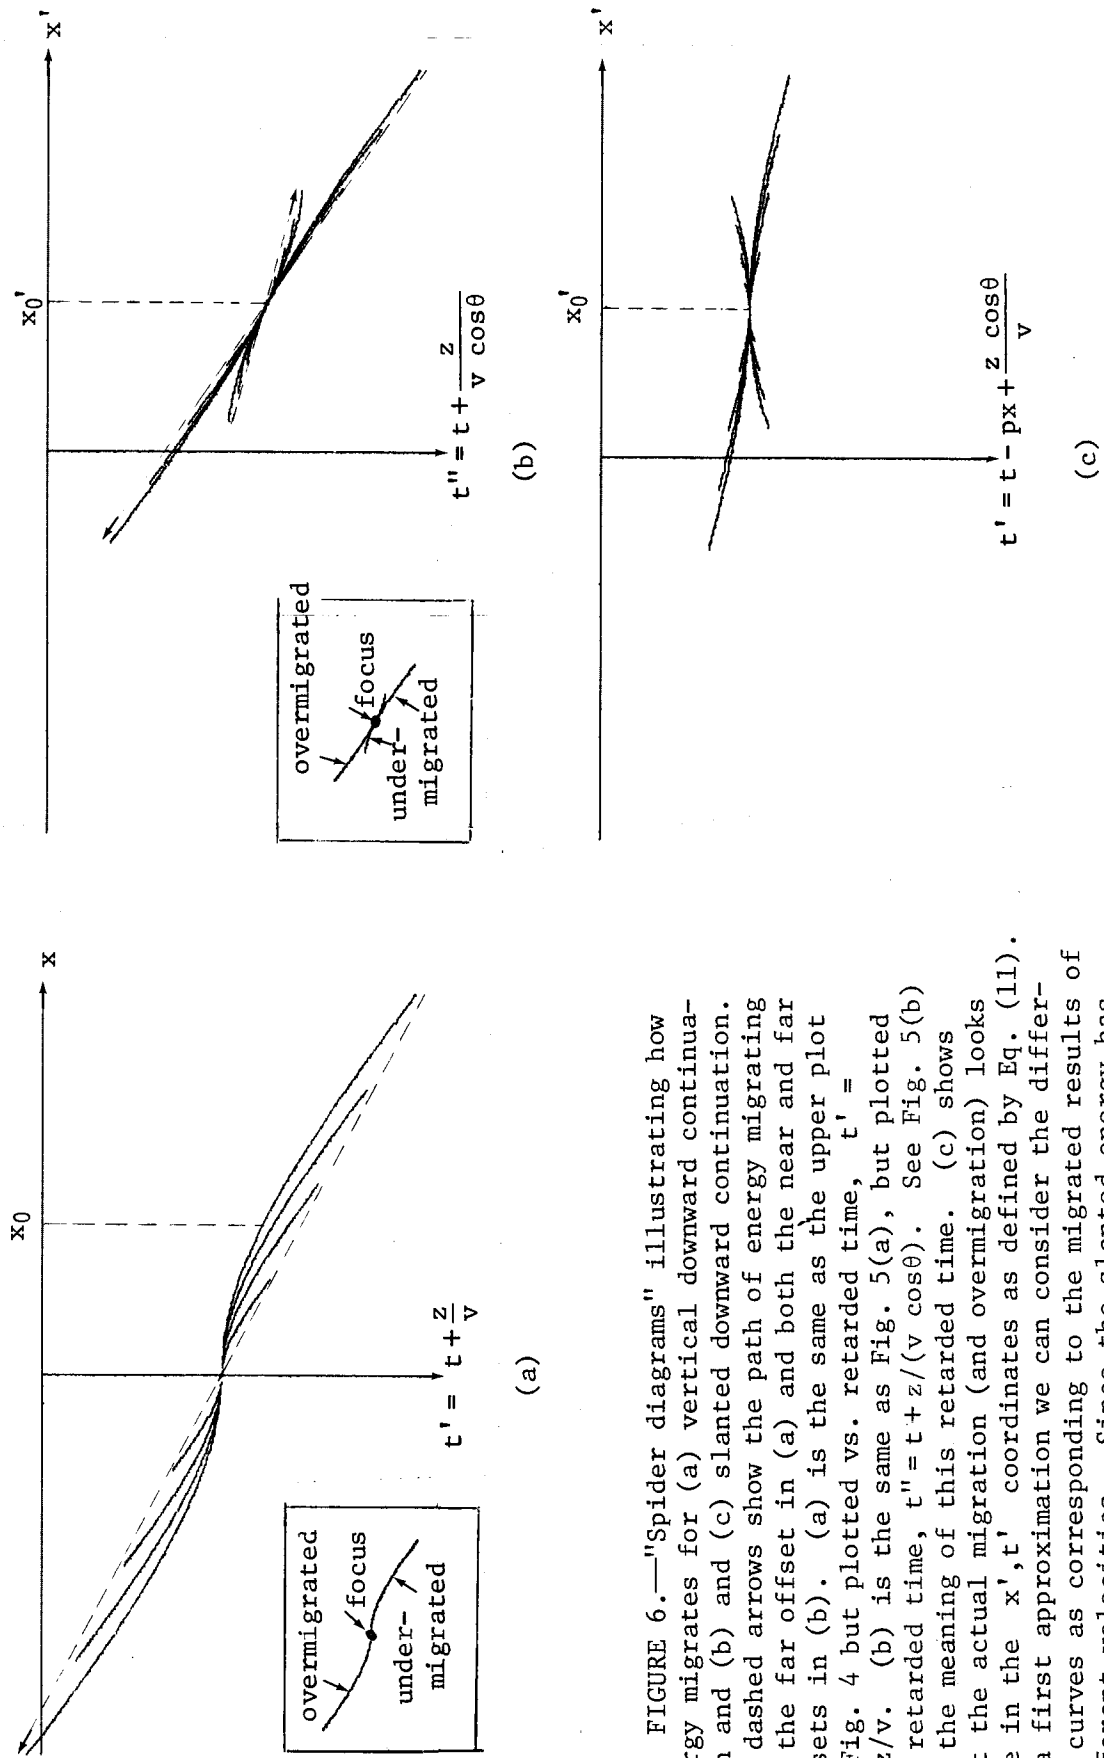 x₀
x
t' = t + z/v
(a)
overmigrated
focus
under-
migrated
x₀'
x'
t" = t + z/(v cosθ)
(b)
overmigrated
focus
under-
migrated
x₀'
x'
t' = t - px + (z cosθ)/v
(c)
FIGURE 6.—"Spider diagrams" illustrating how
rgy migrates for (a) vertical downward continua-
n and (b) and (c) slanted downward continuation.
dashed arrows show the path of energy migrating
the far offset in (a) and both the near and far
sets in (b). (a) is the same as the upper plot
Fig. 4 but plotted vs. retarded time, t' =
z/v. (b) is the same as Fig. 5(a), but plotted
retarded time, t"=t+z/(v cosθ). See Fig. 5(b)
the meaning of this retarded time. (c) shows
t the actual migration (and overmigration) looks
e in the x',t' coordinates as defined by Eq. (11).
a first approximation we can consider the differ-
curves as corresponding to the migrated results of
velocities. Since the slanted energy has